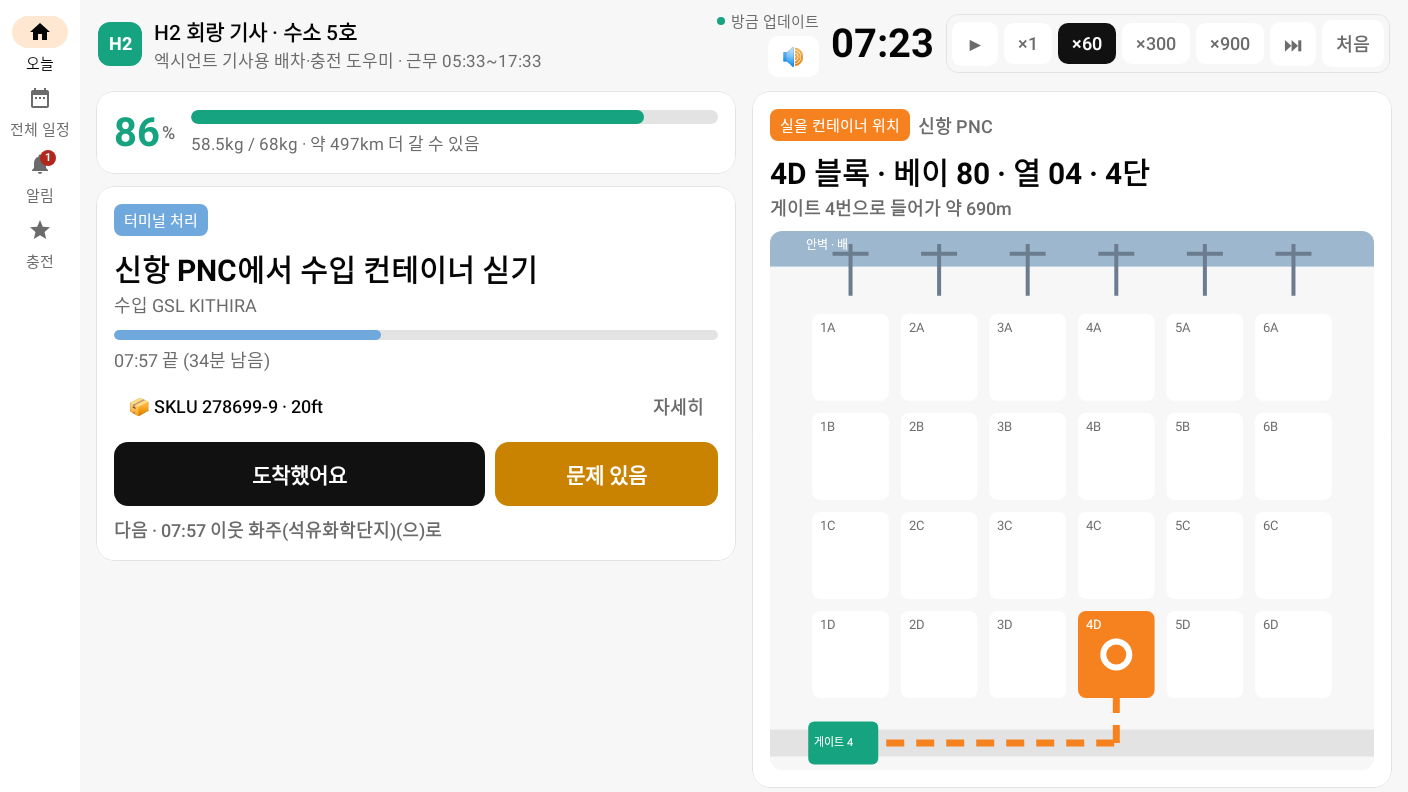 오늘
전체 일정
1
알림
충전
H2
H2 회랑 기사 · 수소 5호
엑시언트 기사용 배차·충전 도우미 · 근무 05:33~17:33
방금 업데이트
07:23
×1
×60
×300
×900
처음
86%
58.5kg / 68kg · 약 497km 더 갈 수 있음
터미널 처리
신항 PNC에서 수입 컨테이너 싣기
수입 GSL KITHIRA
07:57 끝 (34분 남음)
SKLU 278699-9 · 20ft
자세히
도착했어요
문제 있음
다음 · 07:57 이웃 화주(석유화학단지)(으)로
실을 컨테이너 위치
신항 PNC
4D 블록 · 베이 80 · 열 04 · 4단
게이트 4번으로 들어가 약 690m
안벽 · 배
1A 2A 3A 4A 5A 6A
1B 2B 3B 4B 5B 6B
1C 2C 3C 4C 5C 6C
1D 2D 3D 4D 5D 6D
게이트 4